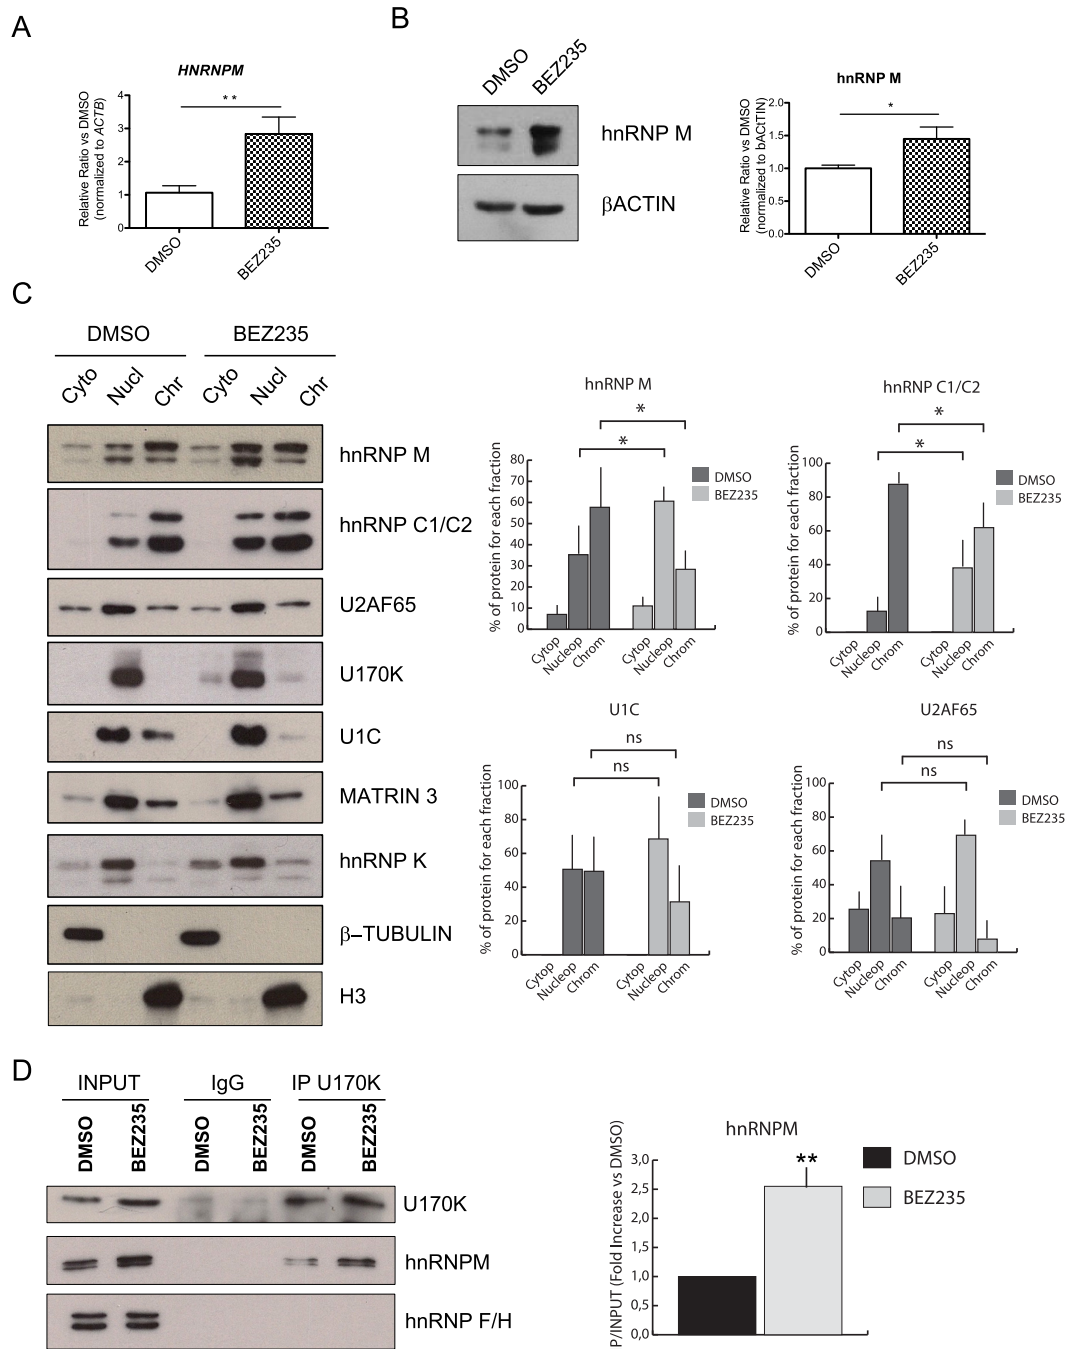 A
HNRNPM
Relative Ratio vs DMSO
(normalized to ACTB)
4
3
2
1
0
* *
DMSO
BEZ235
B
DMSO
BEZ235
hnRNP M
βACTIN
hnRNP M
Relative Ratio vs DMSO
(normalized to bACtTIN)
2.0
1.5
1.0
0.5
0.0
*
DMSO
BEZ235
C
DMSO BEZ235
Cyto Nucl Chr Cyto Nucl Chr
hnRNP M
hnRNP C1/C2
U2AF65
U170K
U1C
MATRIN 3
hnRNP K
β–TUBULIN
H3
hnRNP M
*
*
% of protein for each fraction
80
70
60
50
40
30
20
10
0
DMSO
BEZ235
Cytop Nucleop Chrom Cytop Nucleop Chrom
hnRNP C1/C2
*
*
% of protein for each fraction
100
80
60
40
20
0
DMSO
BEZ235
Cytop Nucleop Chrom Cytop Nucleop Chrom
U1C
ns
ns
% of protein for each fraction
100
80
60
40
20
0
DMSO
BEZ235
Cytop Nucleop Chrom Cytop Nucleop Chrom
U2AF65
ns
ns
% of protein for each fraction
100
80
60
40
20
0
DMSO
BEZ235
Cytop Nucleop Chrom Cytop Nucleop Chrom
D
INPUT IgG IP U170K
DMSO BEZ235 DMSO BEZ235 DMSO BEZ235
U170K
hnRNPM
hnRNP F/H
hnRNPM
P/INPUT (Fold Increase vs DMSO)
3,0
2,5
2,0
1,5
1,0
0,5
0,0
**
DMSO
BEZ235